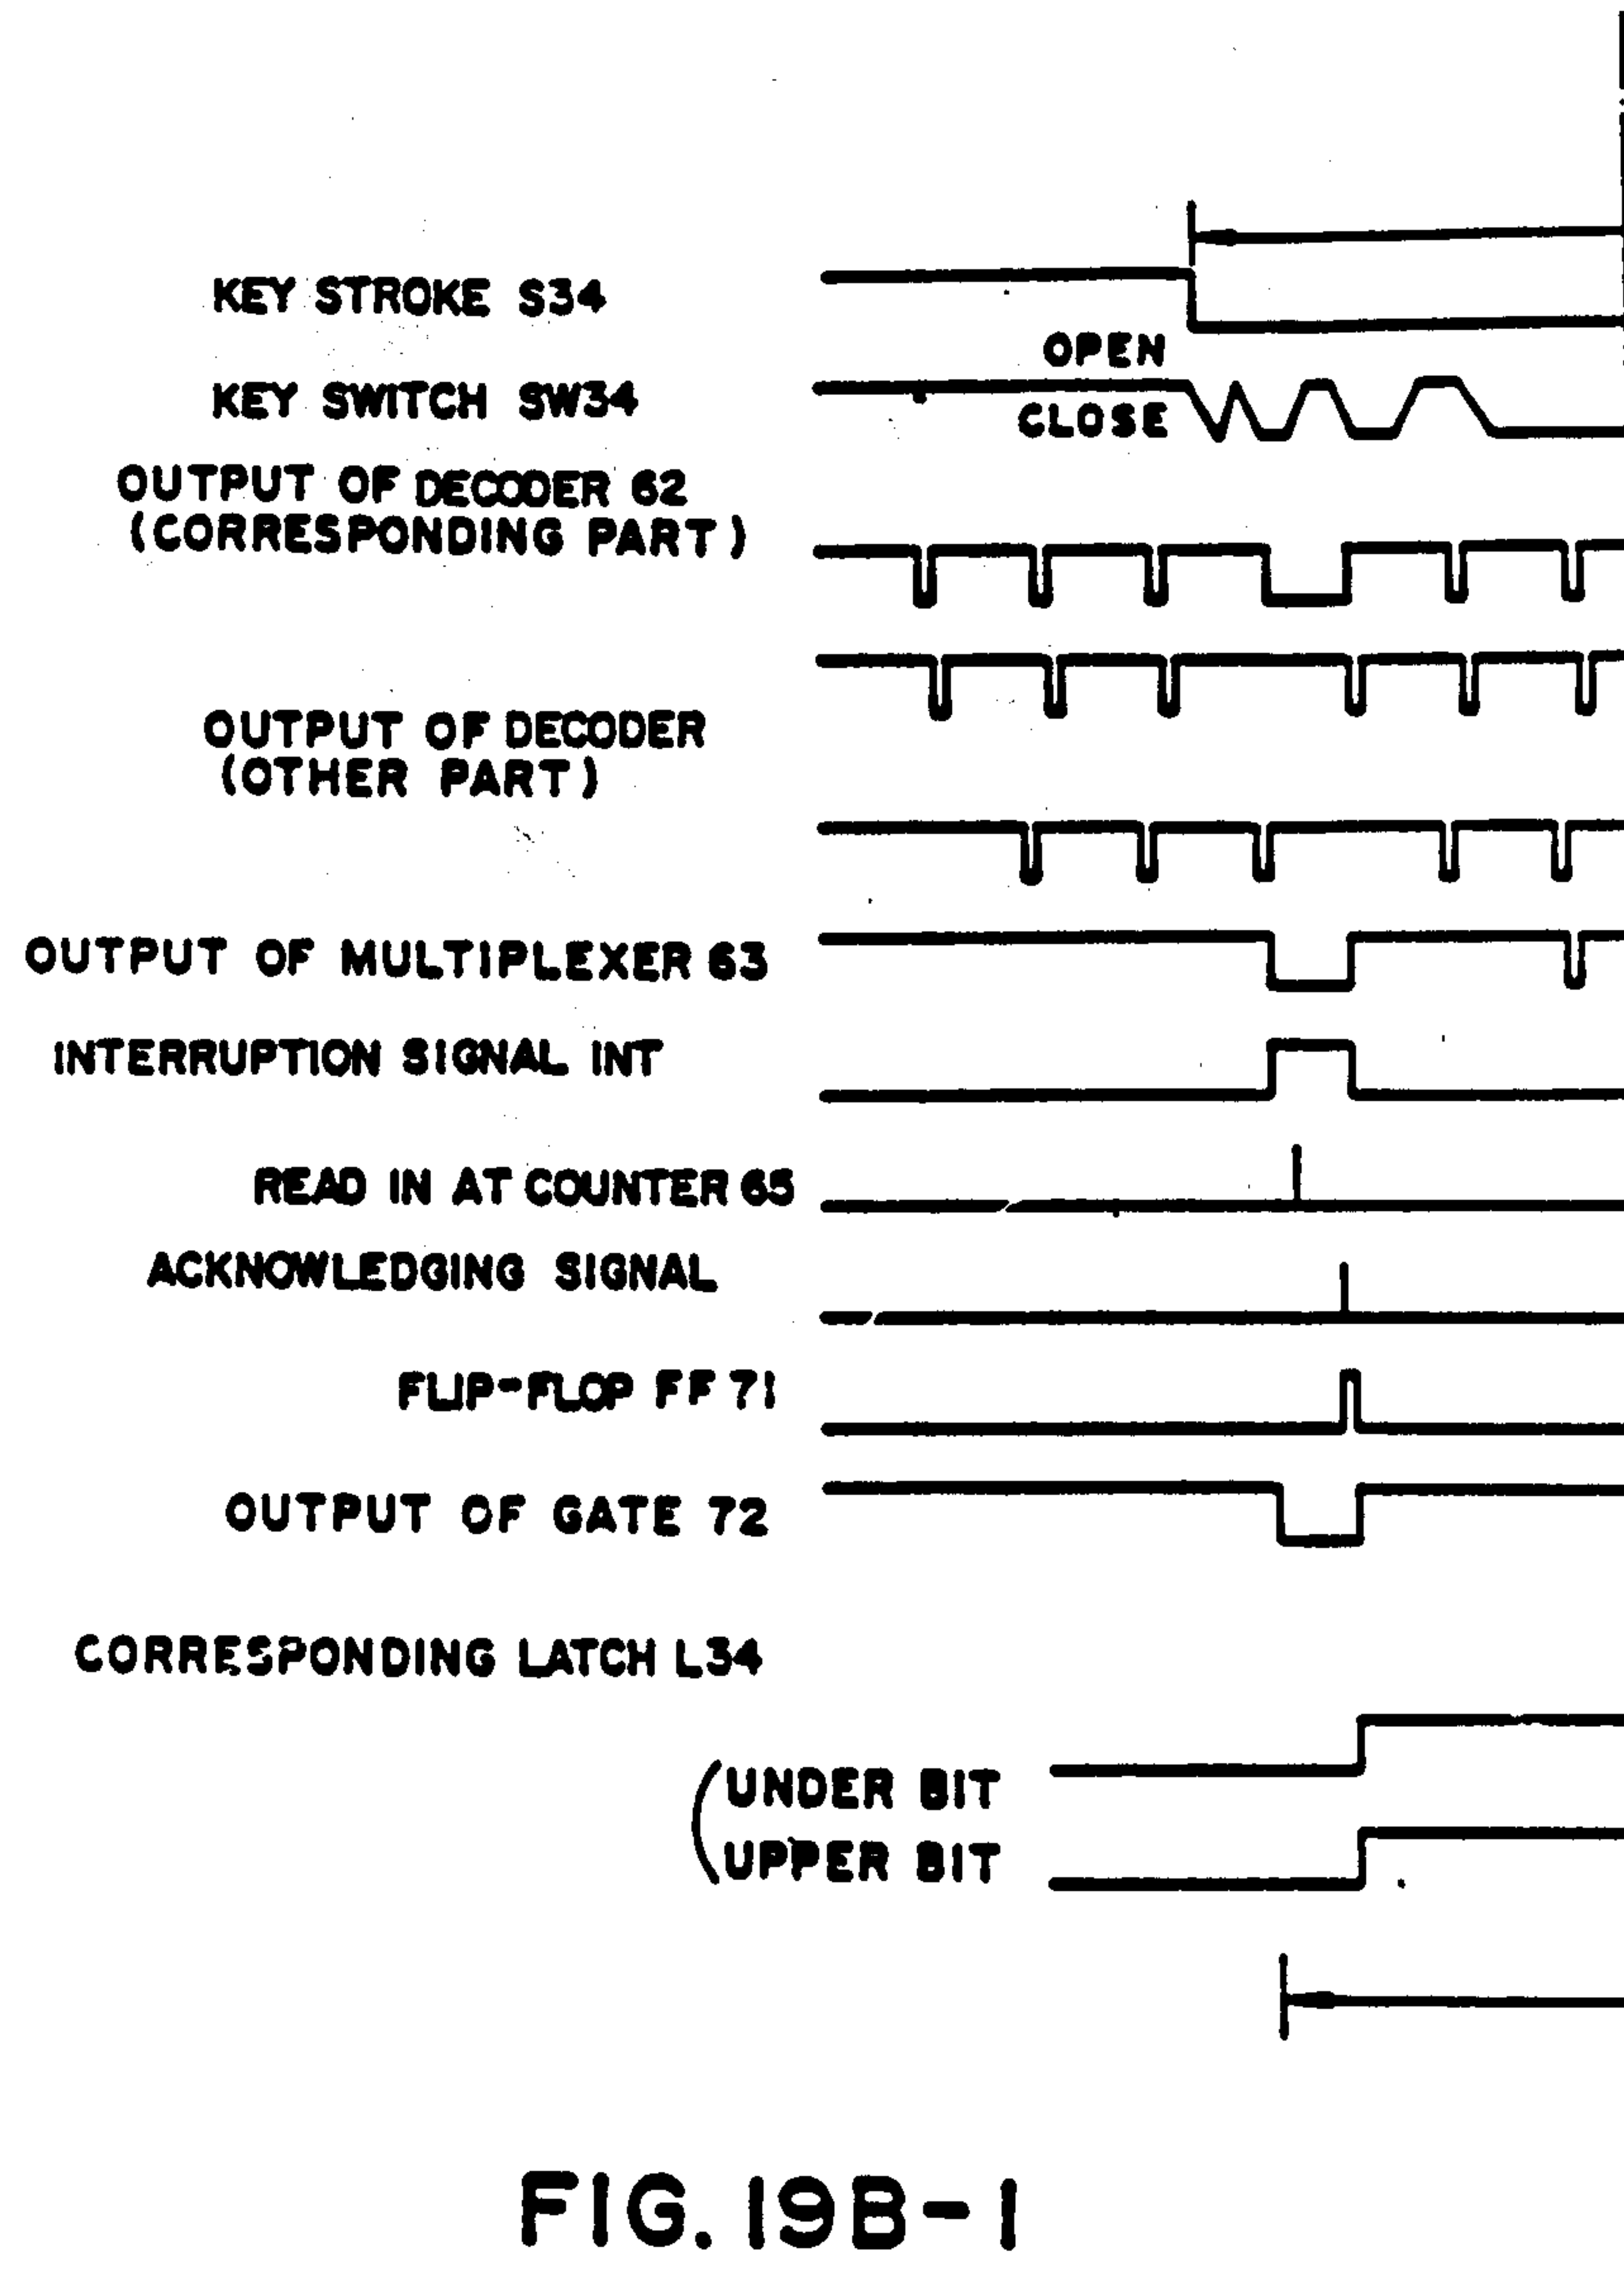 KEY STROKE S34
OPEN
KEY SWITCH SW34
CLOSE
OUTPUT OF DECODER 62
(CORRESPONDING PART)
OUTPUT OF DECODER
(OTHER PART)
OUTPUT OF MULTIPLEXER 63
INTERRUPTION SIGNAL INT
READ IN AT COUNTER 65
ACKNOWLEDGING SIGNAL
FLIP-FLOP FF 71
OUTPUT OF GATE 72
CORRESPONDING LATCH L34
(UNDER BIT
UPPER BIT
FIG. 19B-1